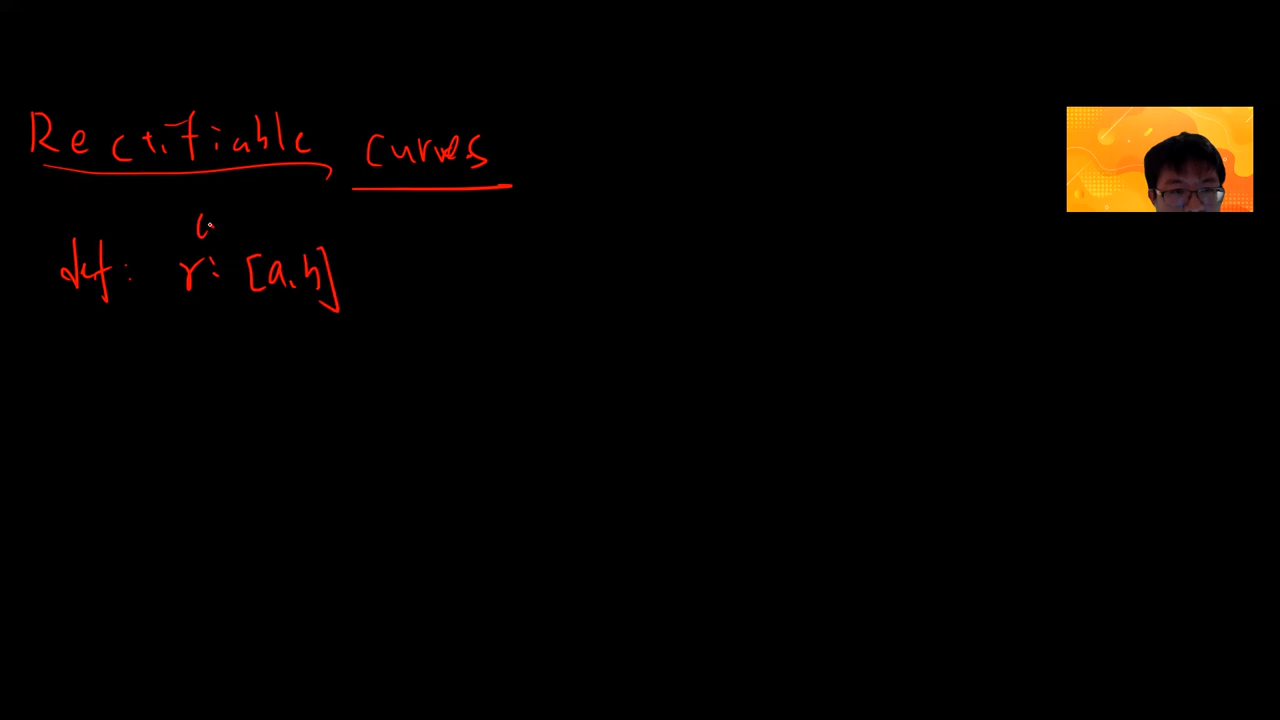 Rectifiable curves
def: γ: [a,b]